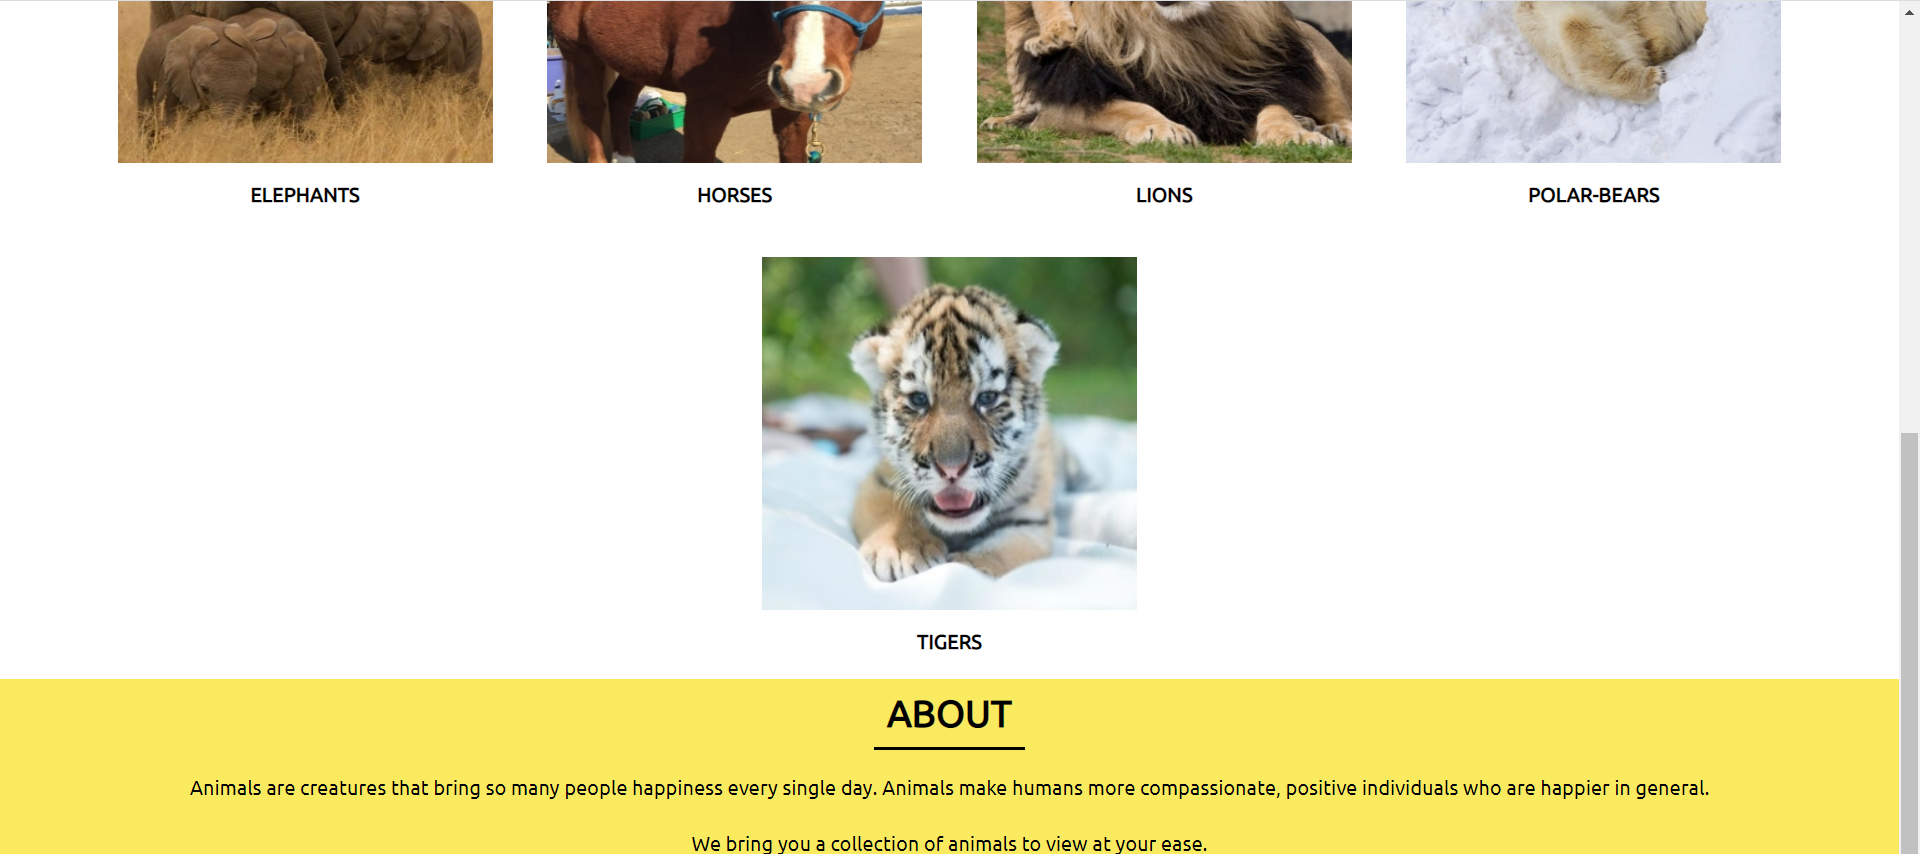 ELEPHANTS
HORSES
LIONS
POLAR-BEARS
TIGERS
ABOUT
Animals are creatures that bring so many people happiness every single day. Animals make humans more compassionate, positive individuals who are happier in general.
We bring you a collection of animals to view at your ease.